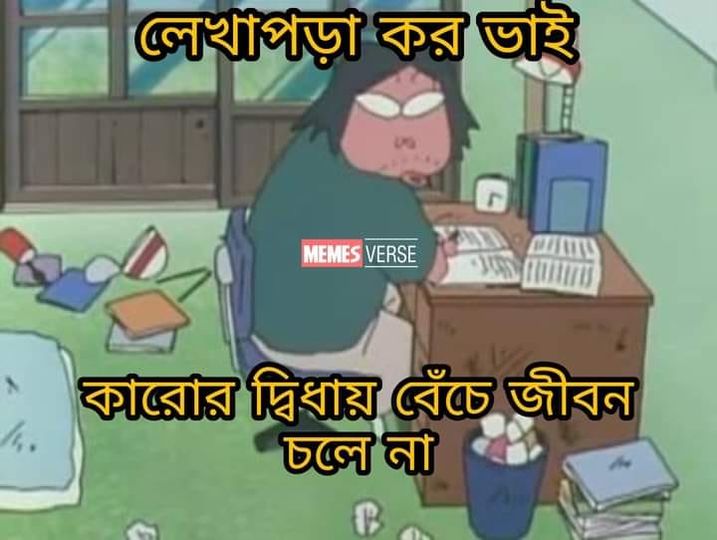 লেখাপড়া কর ভাই
MEMES VERSE
কারোর দ্বিধায় বেঁচে জীবন
চলে না